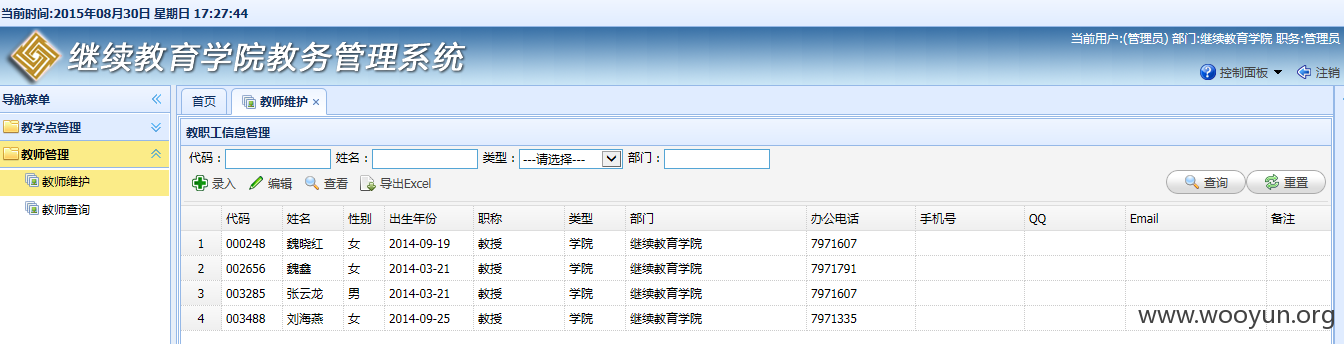 当前时间:2015年08月30日 星期日 17:27:44
继续教育学院教务管理系统
当前用户:(管理员) 部门:继续教育学院 职务:管理员
控制面板 注销
导航菜单
教学点管理
教师管理
教师维护
教师查询
首页 教师维护 ×
教职工信息管理
代码： 姓名： 类型： ---请选择--- 部门：
录入 编辑 查看 导出Excel 查询 重置
代码 姓名 性别 出生年份 职称 类型 部门 办公电话 手机号 QQ Email 备注
1 000248 魏晓红 女 2014-09-19 教授 学院 继续教育学院 7971607
2 002656 魏鑫 女 2014-03-21 教授 学院 继续教育学院 7971791
3 003285 张云龙 男 2014-03-21 教授 学院 继续教育学院 7971607
4 003488 刘海燕 女 2014-09-25 教授 学院 继续教育学院 7971335
www.wooyun.org